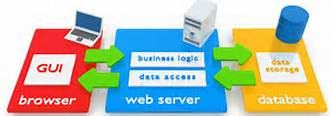 GUI
browser
business logic
data access
web server
data
storage
database